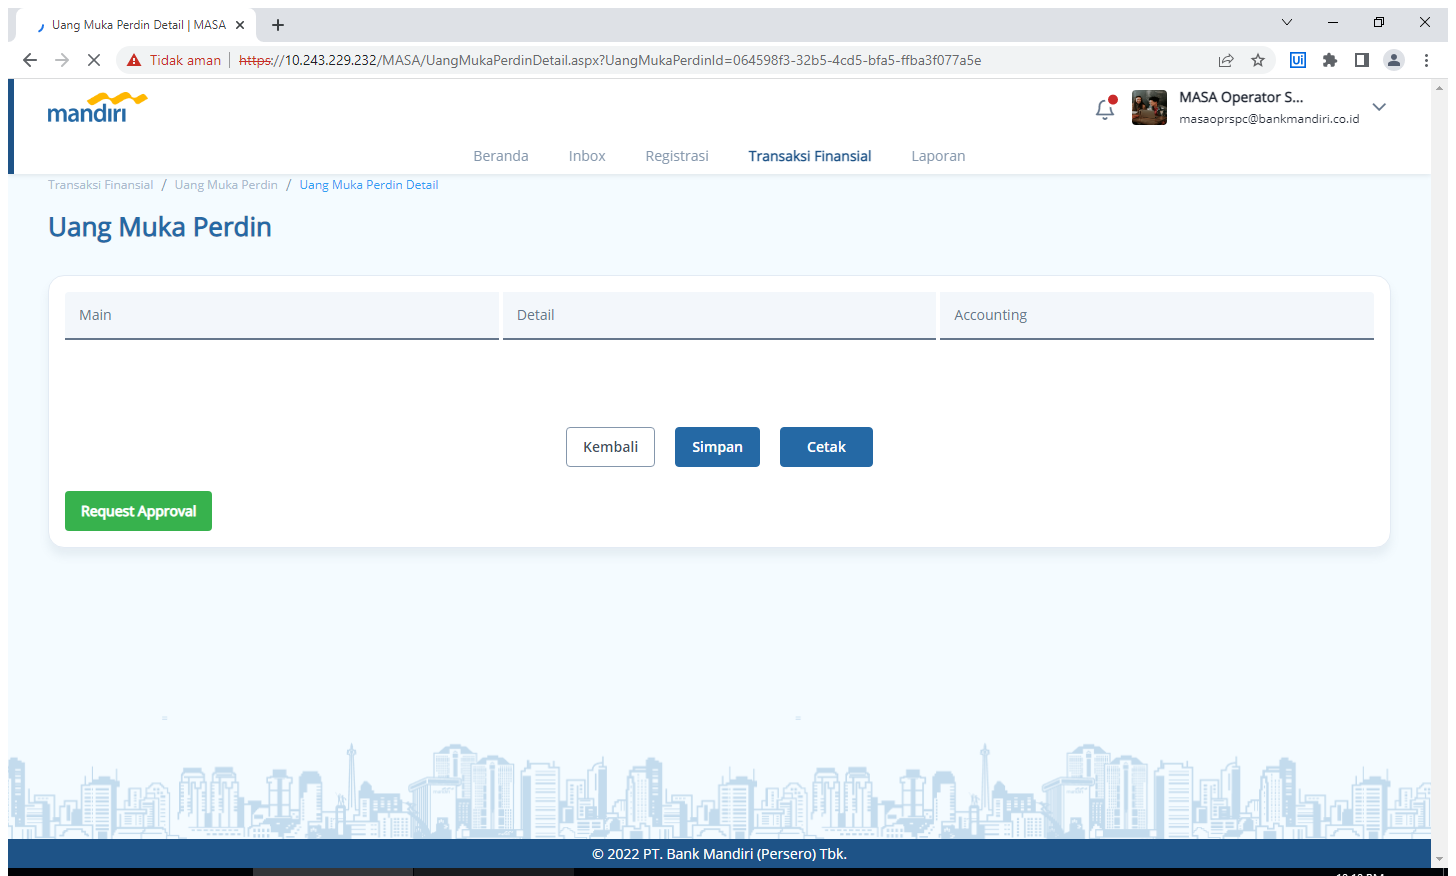 Uang Muka Perdin Detail | MASA
Tidak aman
https://10.243.229.232/MASA/UangMukaPerdinDetail.aspx?UangMukaPerdinId=064598f3-32b5-4cd5-bfa5-ffba3f077a5e
Ui
mandiri
MASA Operator S...
masaoprspc@bankmandiri.co.id
Beranda Inbox Registrasi Transaksi Finansial Laporan
Transaksi Finansial / Uang Muka Perdin / Uang Muka Perdin Detail
Uang Muka Perdin
Main Detail Accounting
Kembali Simpan Cetak
Request Approval
© 2022 PT. Bank Mandiri (Persero) Tbk.